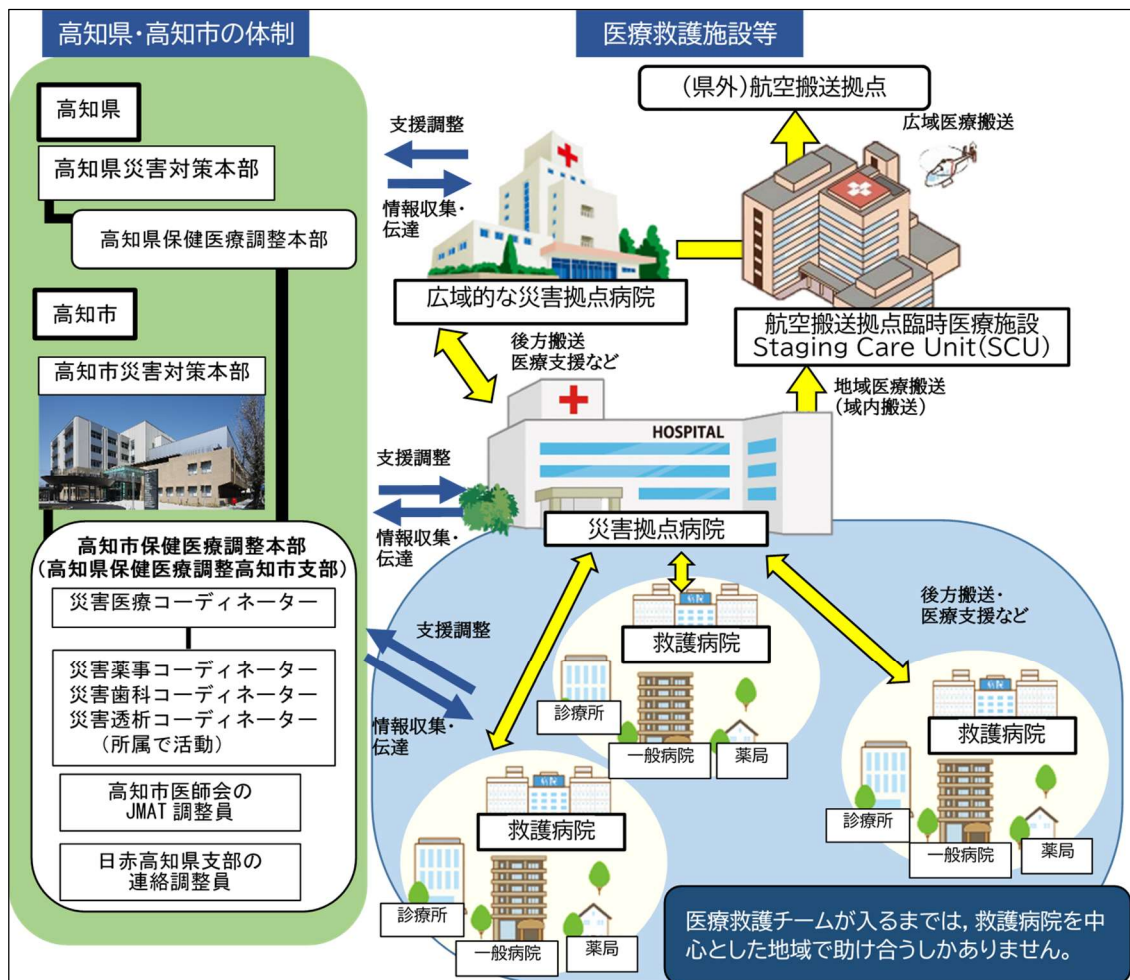 高知県・高知市の体制
高知県
高知県災害対策本部
高知県保健医療調整本部
高知市
高知市災害対策本部
高知市保健医療調整本部
(高知県保健医療調整高知市支部)
災害医療コーディネーター
災害薬事コーディネーター
災害歯科コーディネーター
災害透析コーディネーター
(所属で活動)
高知市医師会の
JMAT調整員
日赤高知県支部の
連絡調整員
医療救護施設等
(県外)航空搬送拠点
広域医療搬送
支援調整
情報収集・
伝達
広域的な災害拠点病院
航空搬送拠点臨時医療施設
Staging Care Unit(SCU)
後方搬送
医療支援など
地域医療搬送
(域内搬送)
HOSPITAL
支援調整
情報収集・
伝達
災害拠点病院
後方搬送・
医療支援など
支援調整
情報収集・
伝達
病院
救護病院
診療所
一般病院
薬局
病院
救護病院
診療所
一般病院
薬局
病院
救護病院
診療所
一般病院
薬局
医療救護チームが入るまでは,救護病院を中
心とした地域で助け合うしかありません。